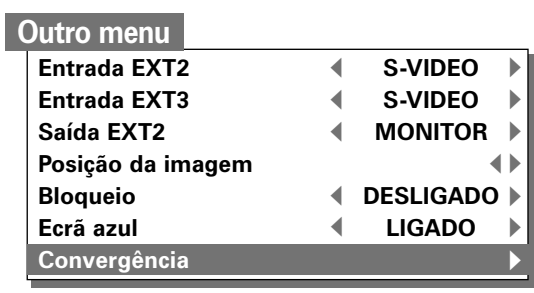 Outro menu
Entrada EXT2 S-VIDEO
Entrada EXT3 S-VIDEO
Saída EXT2 MONITOR
Posição da imagem
Bloqueio DESLIGADO
Ecrã azul LIGADO
Convergência